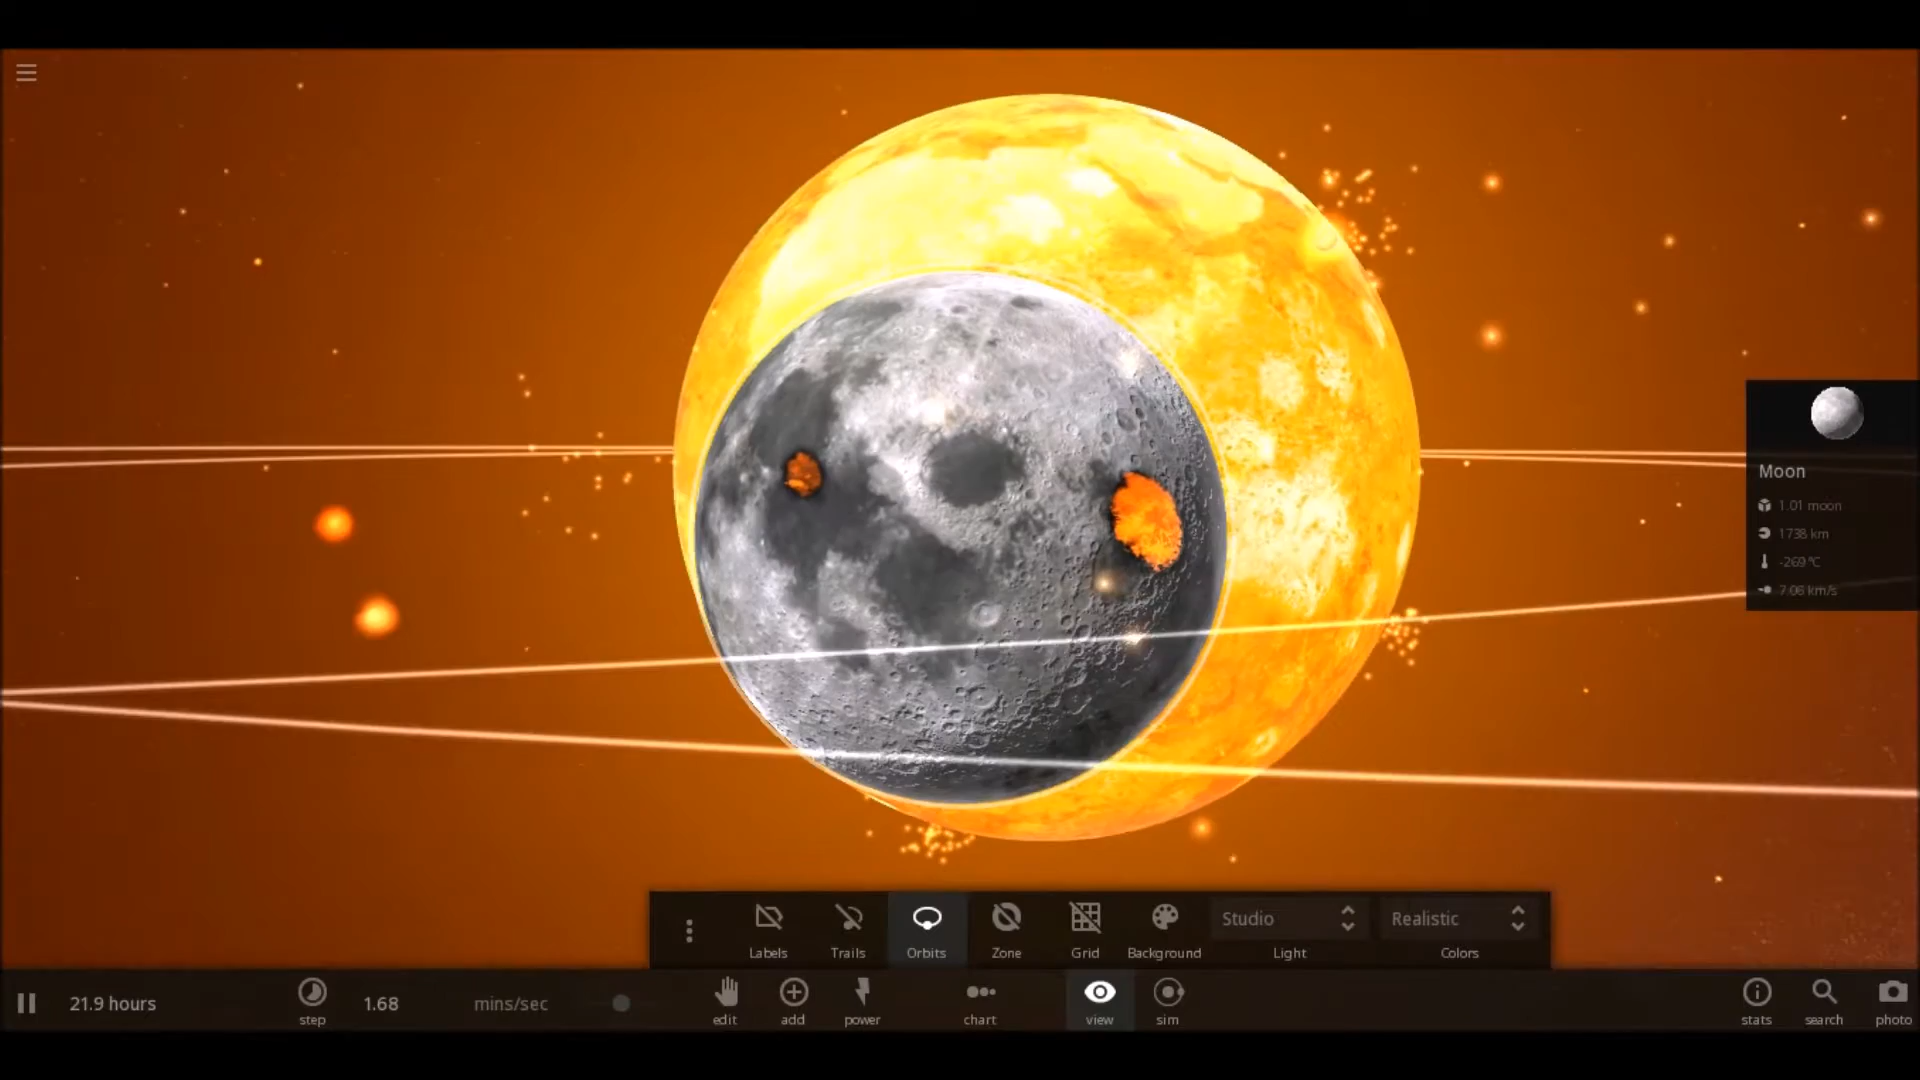 Moon
1.01 moon
1738 km
-269 °C
7.06 km/s
Labels
Trails
Orbits
Zone
Grid
Background
Studio
Light
Realistic
Colors
21.9 hours
step
1.68
mins/sec
edit
add
power
chart
view
sim
stats
search
photo